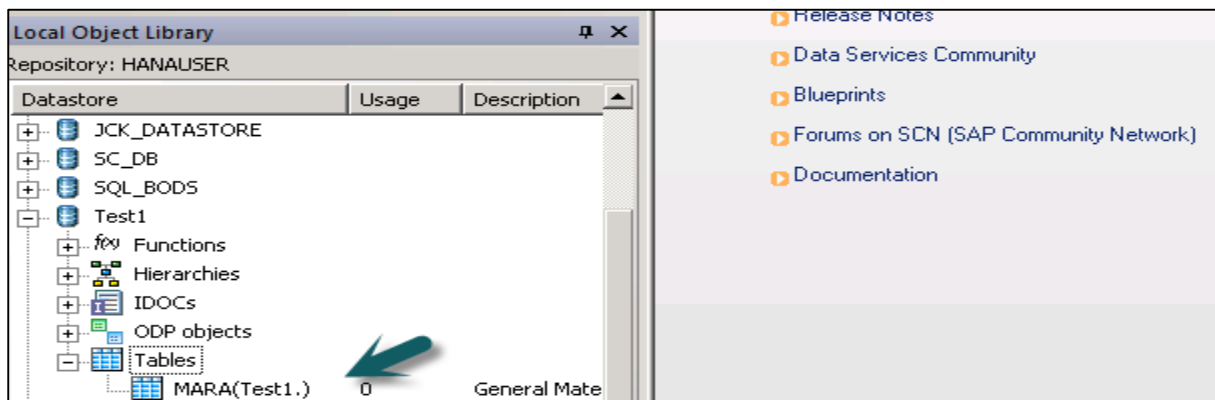 Local Object Library
Repository: HANAUSER
Datastore Usage Description
JCK_DATASTORE
SC_DB
SQL_BODS
Test1
f(x) Functions
Hierarchies
IDOCs
ODP objects
Tables
MARA(Test1.) 0 General Mate
Release Notes
Data Services Community
Blueprints
Forums on SCN (SAP Community Network)
Documentation